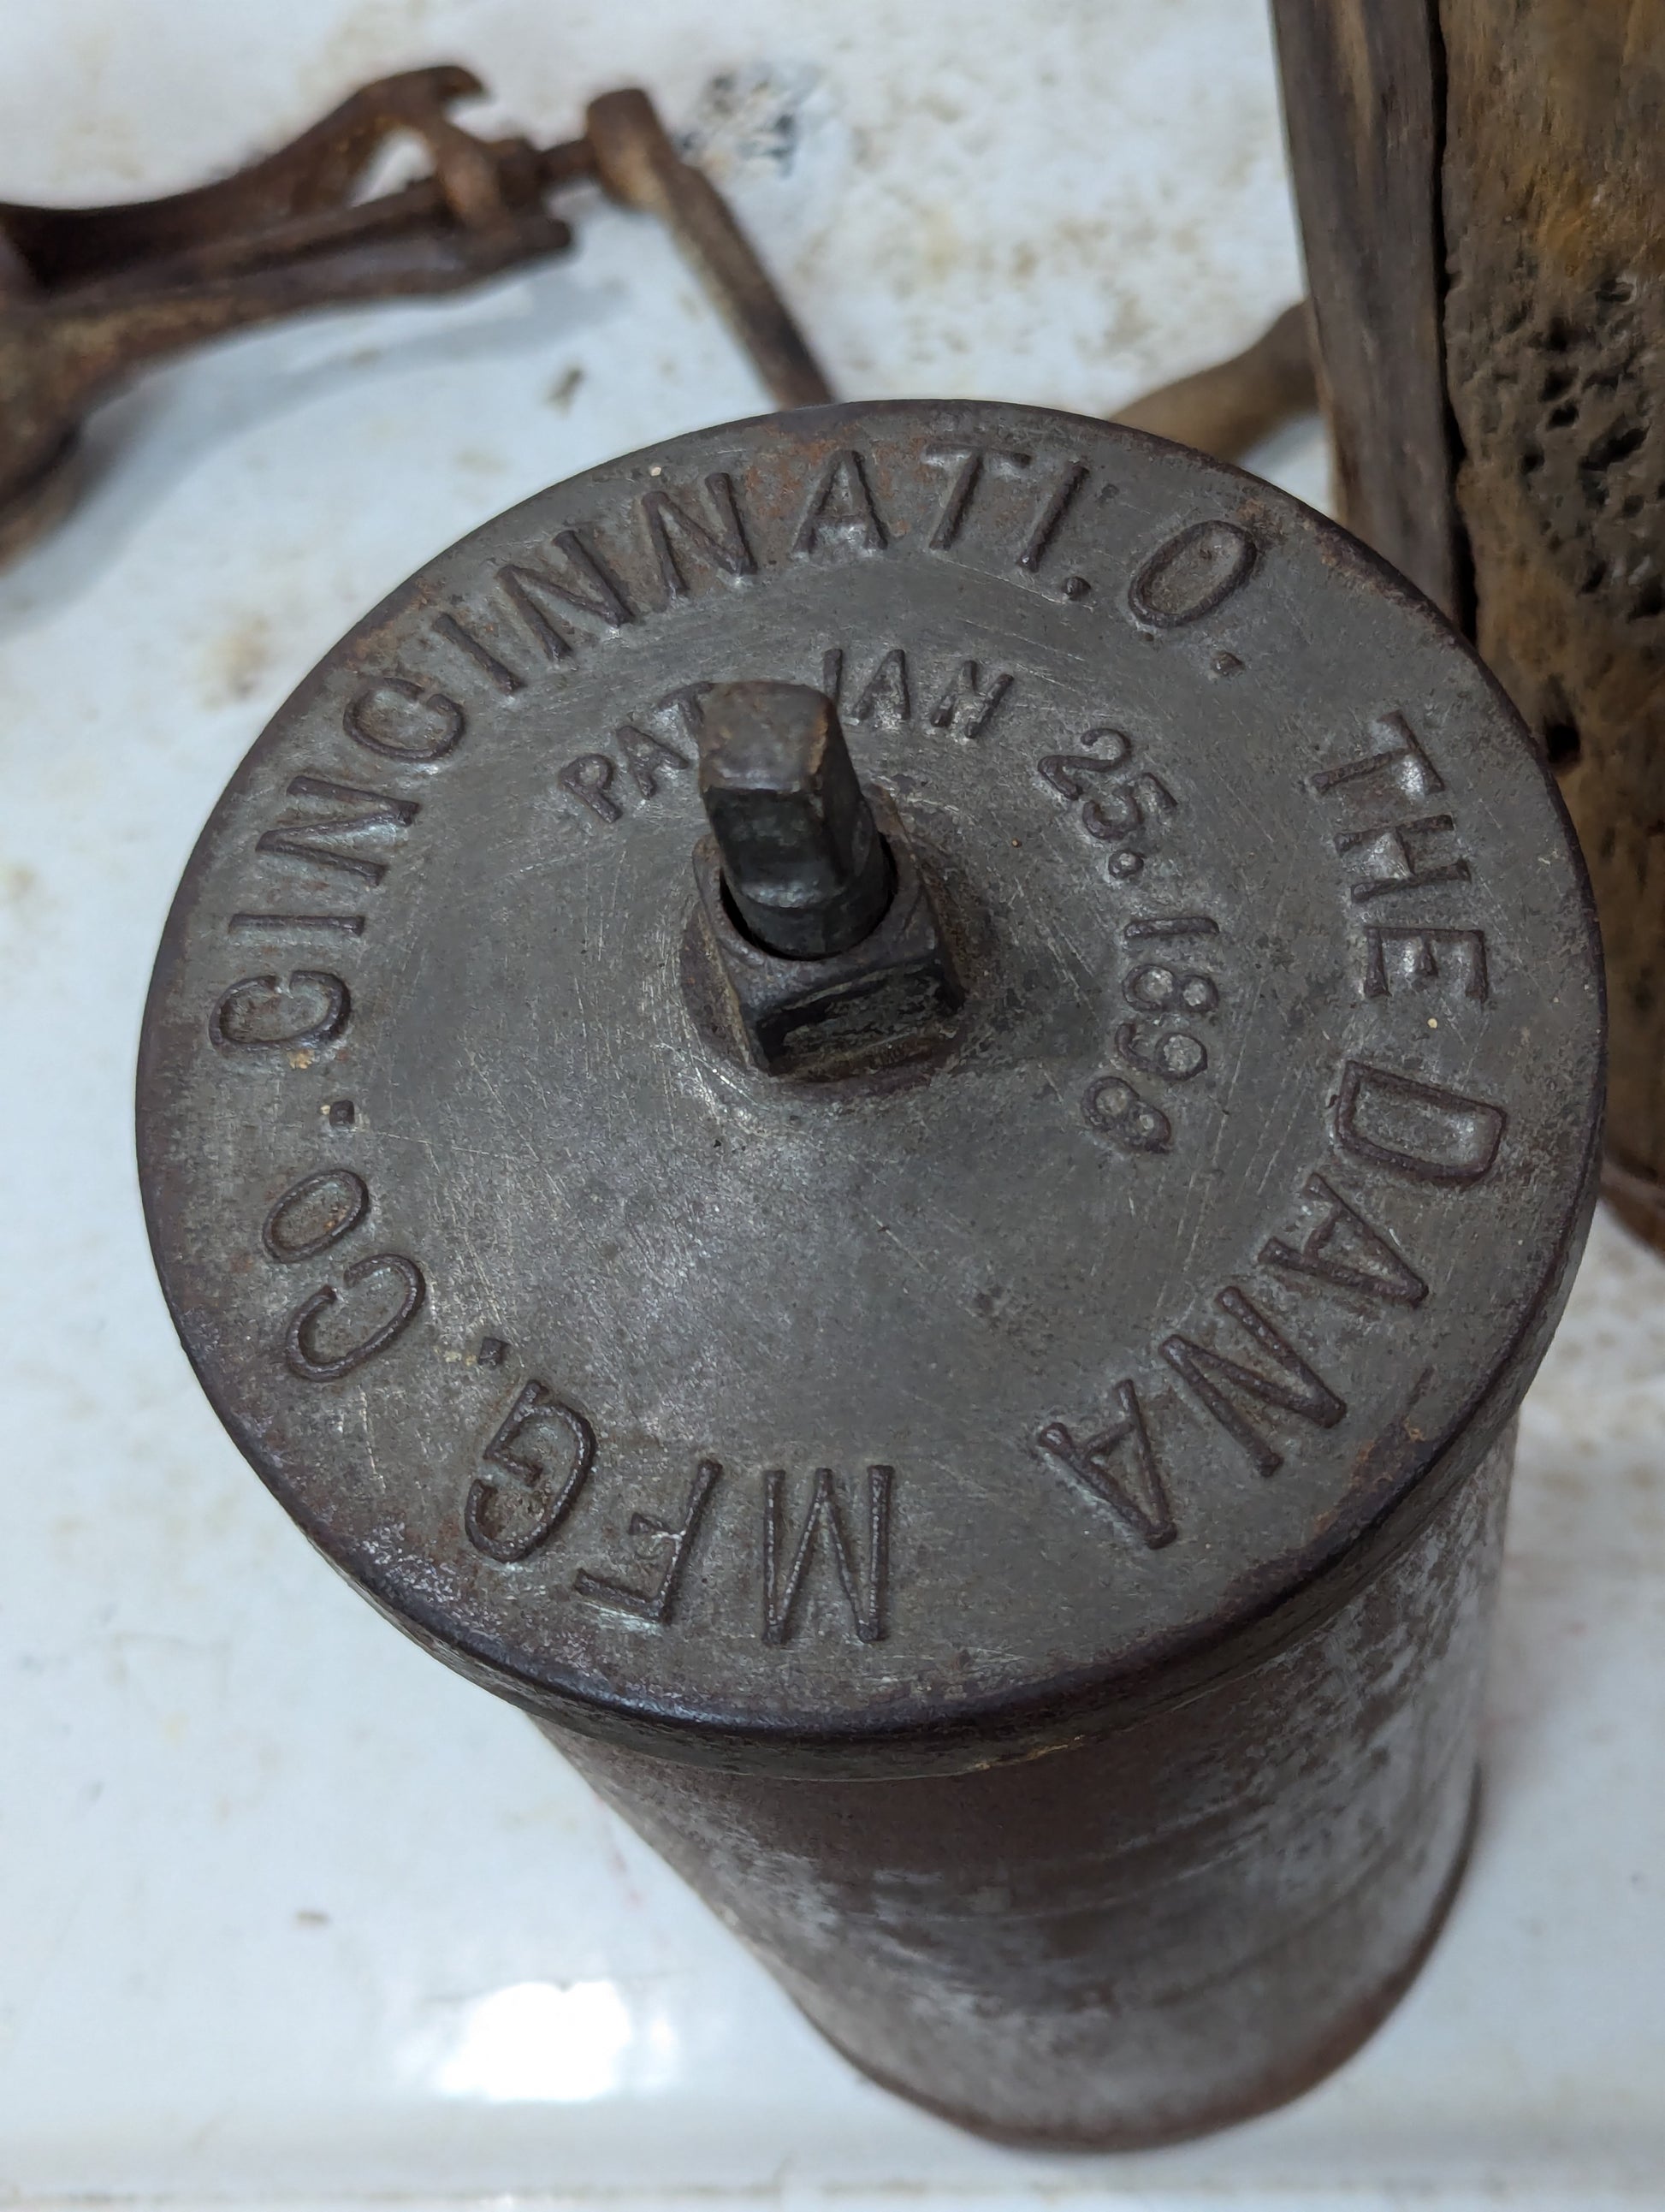 THE DANA MFG. CO. CINCINNATI. O.
PAT JAN 25. 1898